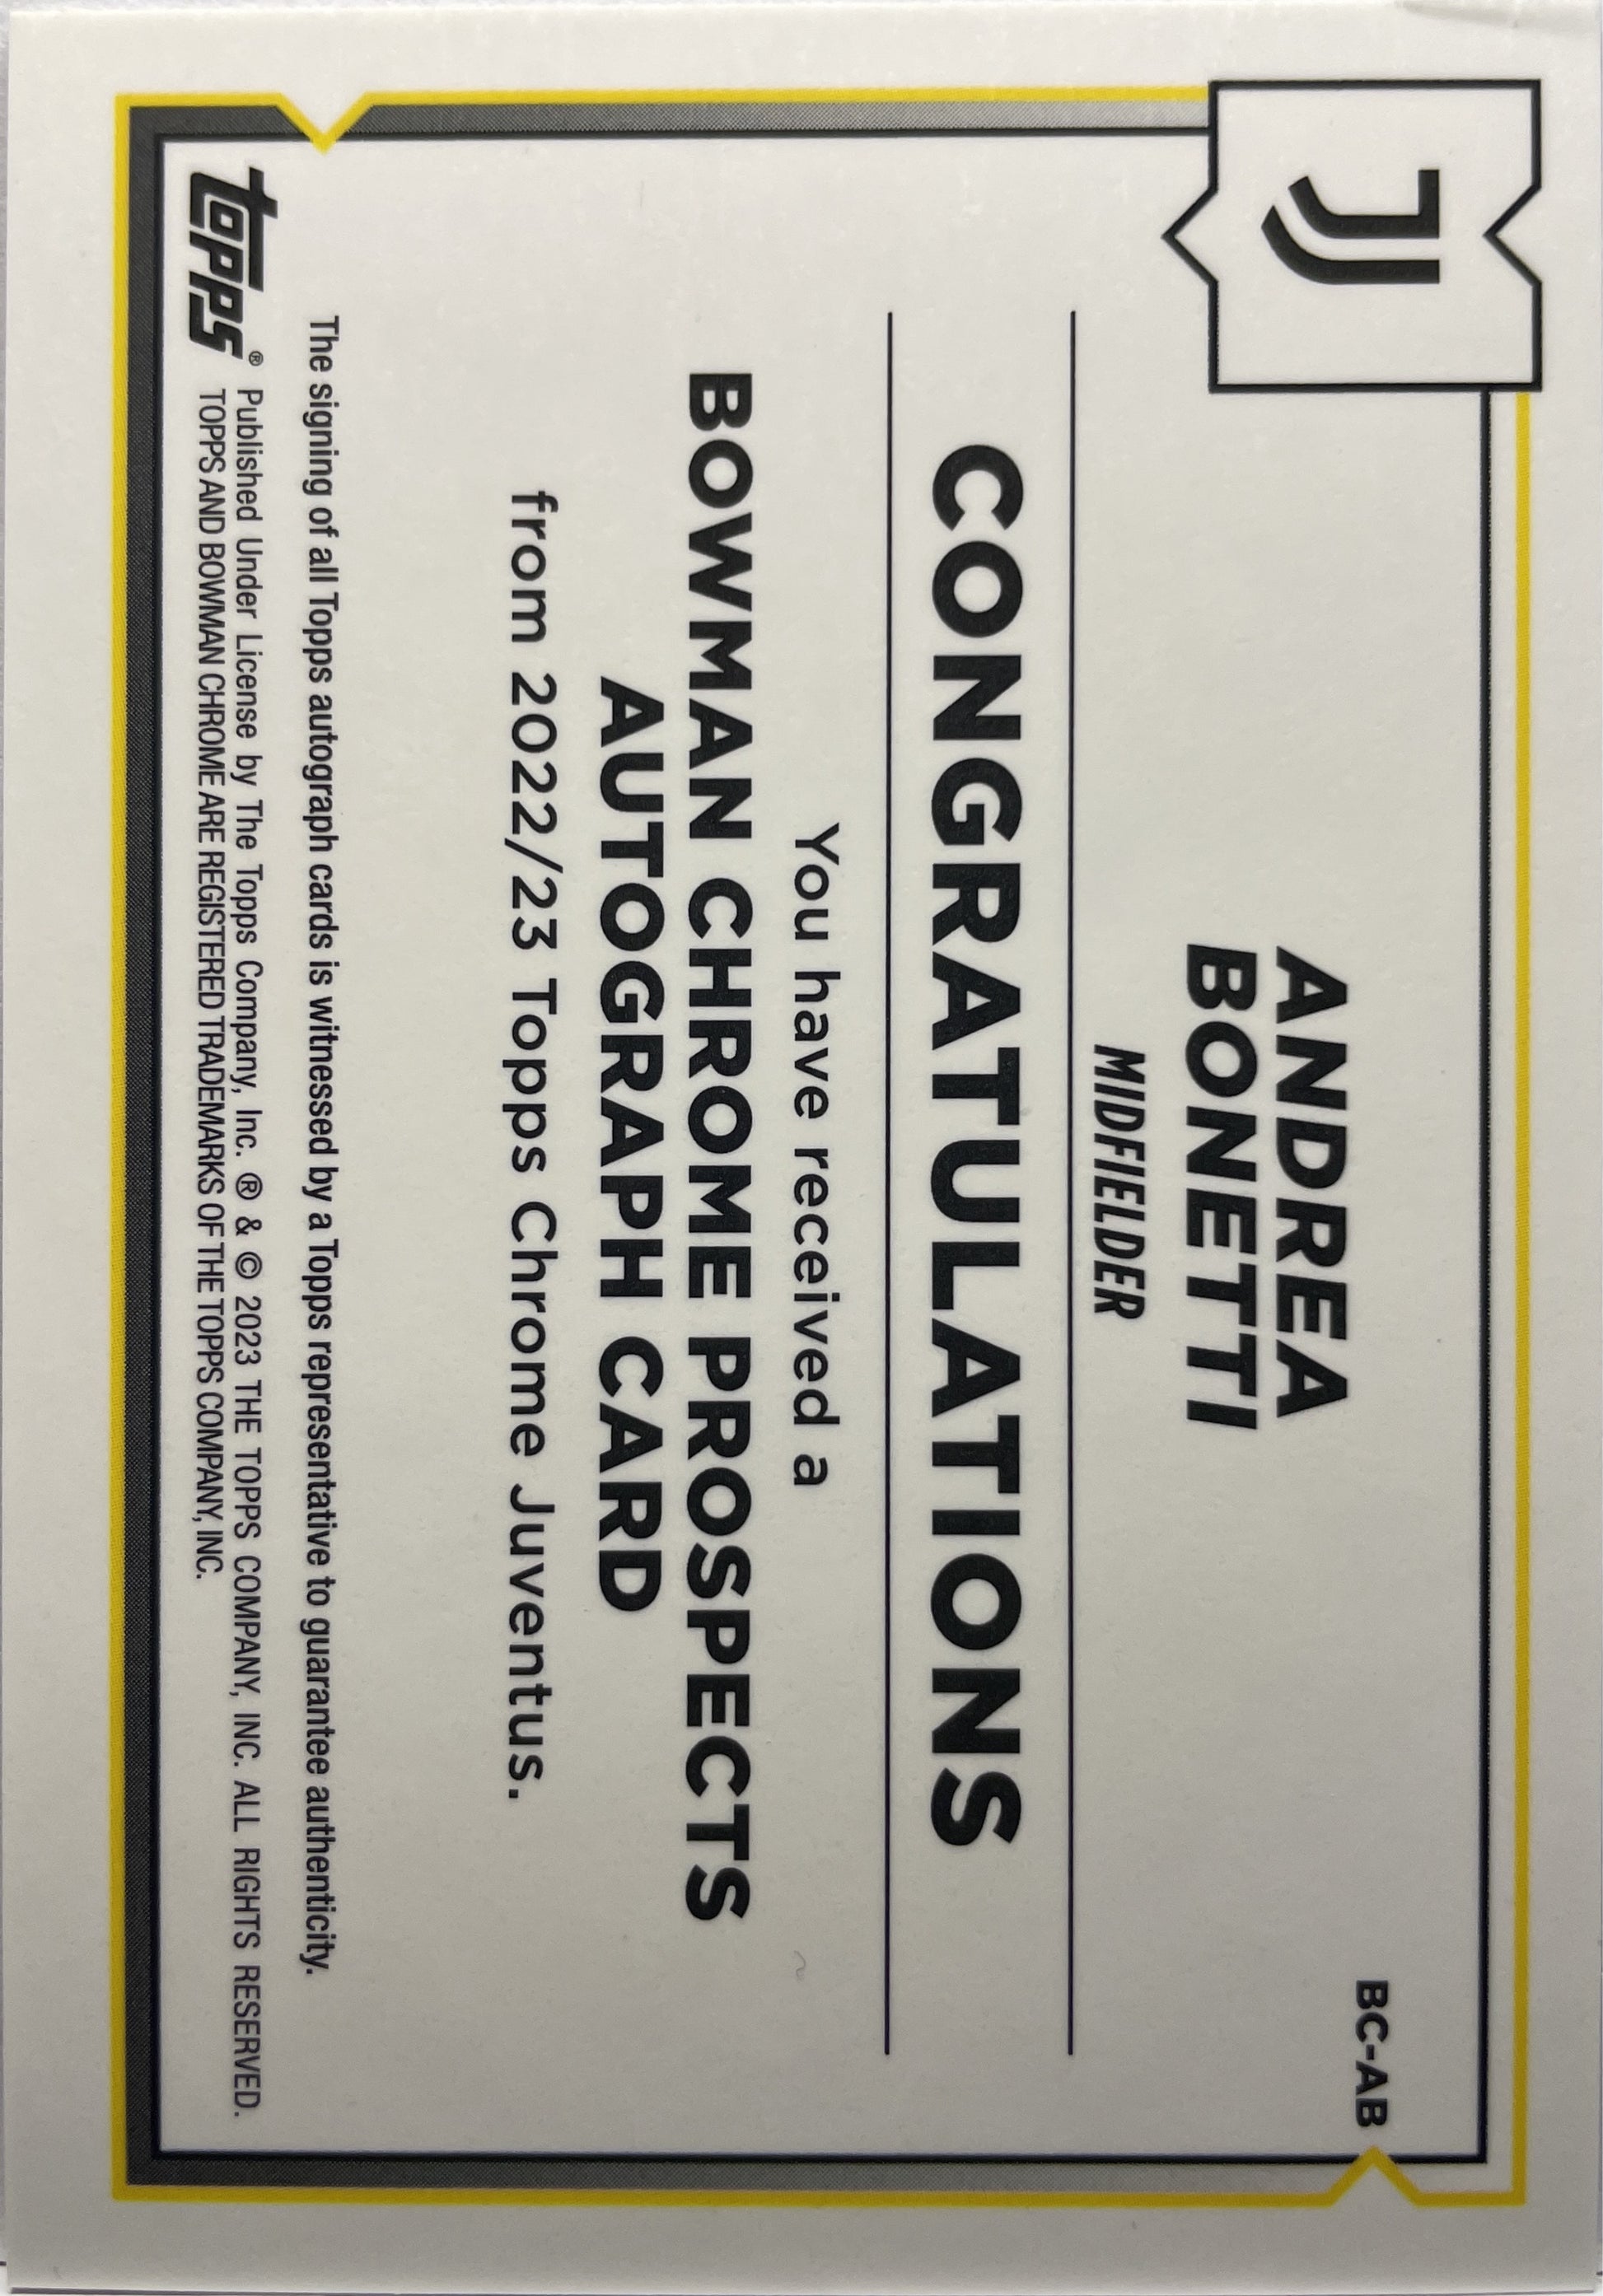 BC-AB
ANDREA
BONETTI
MIDFIELDER
CONGRATULATIONS
You have received a
BOWMAN CHROME PROSPECTS
AUTOGRAPH CARD
from 2022/23 Topps Chrome Juventus.
The signing of all Topps autograph cards is witnessed by a Topps representative to guarantee authenticity.
topps® Published Under License by The Topps Company, Inc. ® & © 2023 THE TOPPS COMPANY, INC. ALL RIGHTS RESERVED.
TOPPS AND BOWMAN CHROME ARE REGISTERED TRADEMARKS OF THE TOPPS COMPANY, INC.